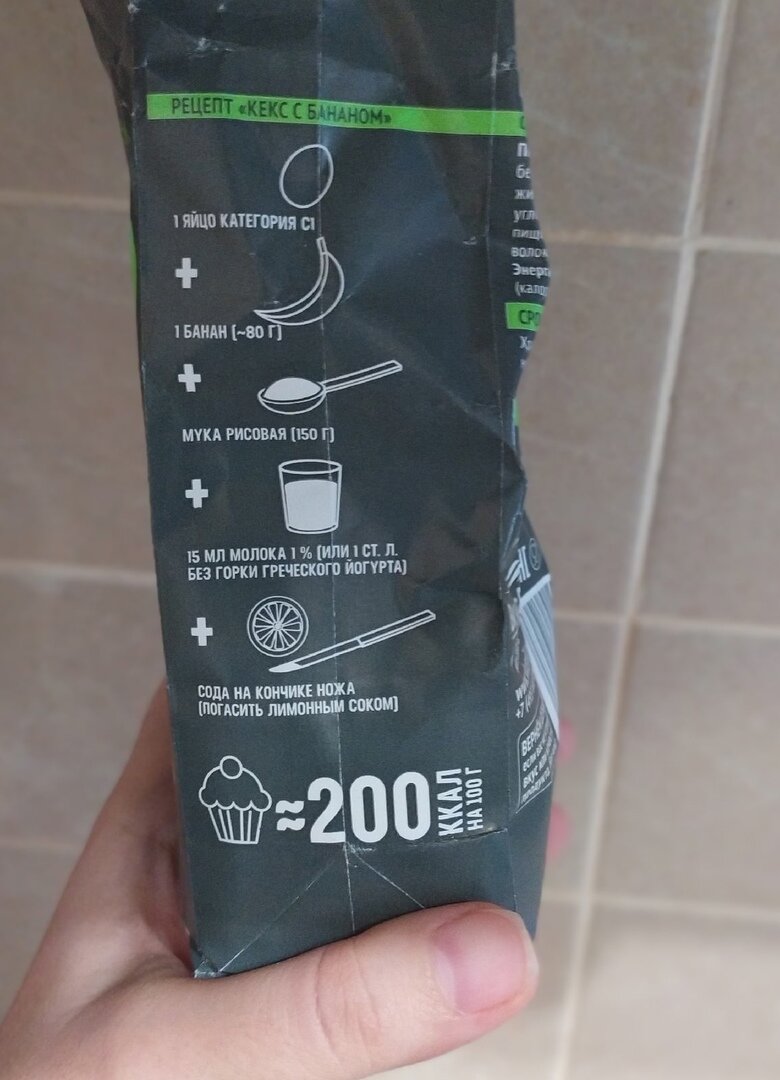 РЕЦЕПТ «КЕКС С БАНАНОМ»
1 ЯЙЦО КАТЕГОРИЯ С1
+
1 БАНАН (~80 Г)
+
МУКА РИСОВАЯ (150 Г)
+
15 МЛ МОЛОКА 1 % (ИЛИ 1 СТ. Л.
БЕЗ ГОРКИ ГРЕЧЕСКОГО ЙОГУРТА)
+
СОДА НА КОНЧИКЕ НОЖА
(ПОГАСИТЬ ЛИМОННЫМ СОКОМ)
≈200 ККАЛ
НА 100 Г